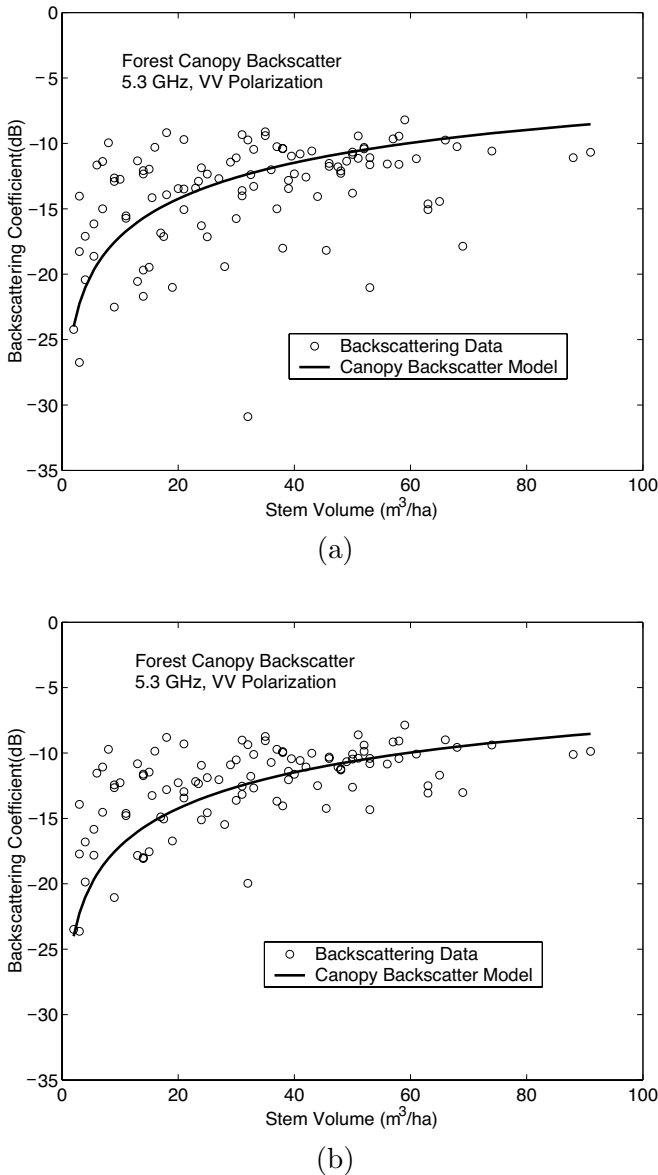 0
−5
−10
−15
−20
−25
−30
−35
Backscattering Coefficient(dB)
Forest Canopy Backscatter
5.3 GHz, VV Polarization
Backscattering Data
Canopy Backscatter Model
0 20 40 60 80 100
Stem Volume (m³/ha)
(a)
0
−5
−10
−15
−20
−25
−30
−35
Backscattering Coefficient(dB)
Forest Canopy Backscatter
5.3 GHz, VV Polarization
Backscattering Data
Canopy Backscatter Model
0 20 40 60 80 100
Stem Volume (m³/ha)
(b)